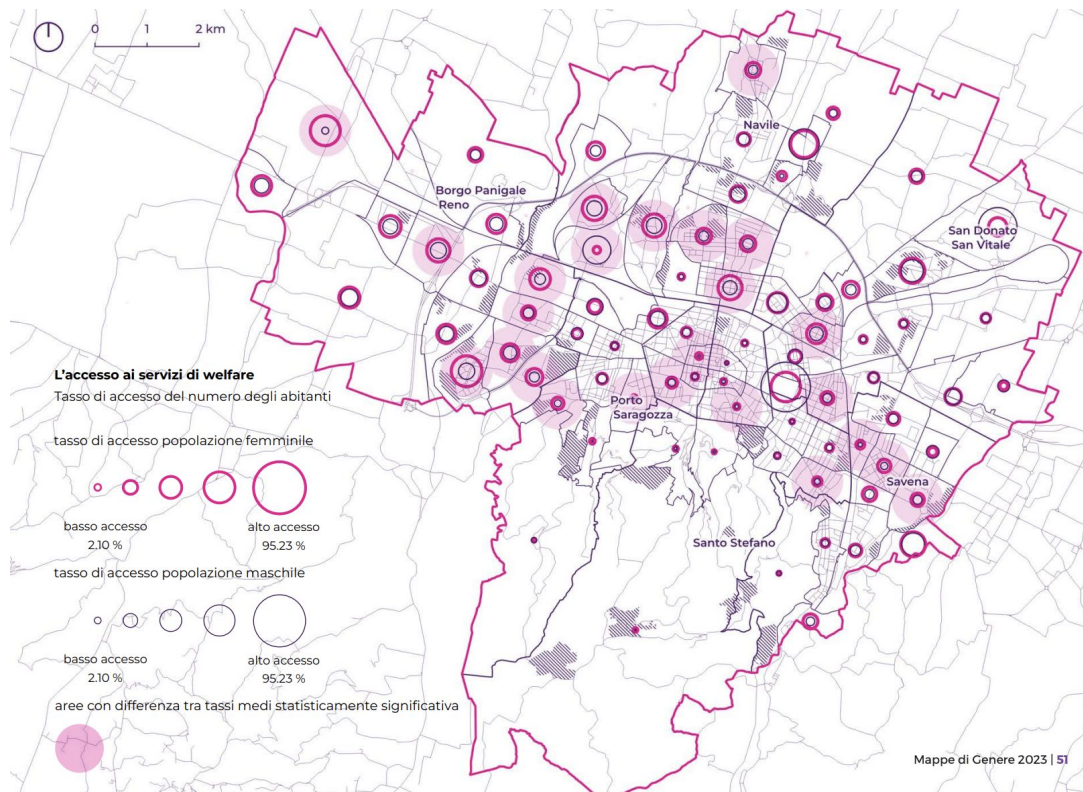 0 1 2 km
Navile
Borgo Panigale
Reno
San Donato
San Vitale
L'accesso ai servizi di welfare
Tasso di accesso del numero degli abitanti
tasso di accesso popolazione femminile
basso accesso alto accesso
2.10 % 95.23 %
tasso di accesso popolazione maschile
basso accesso alto accesso
2.10 % 95.23 %
aree con differenza tra tassi medi statisticamente significativa
Porto
Saragozza
Savena
Santo Stefano
Mappe di Genere 2023 | 51